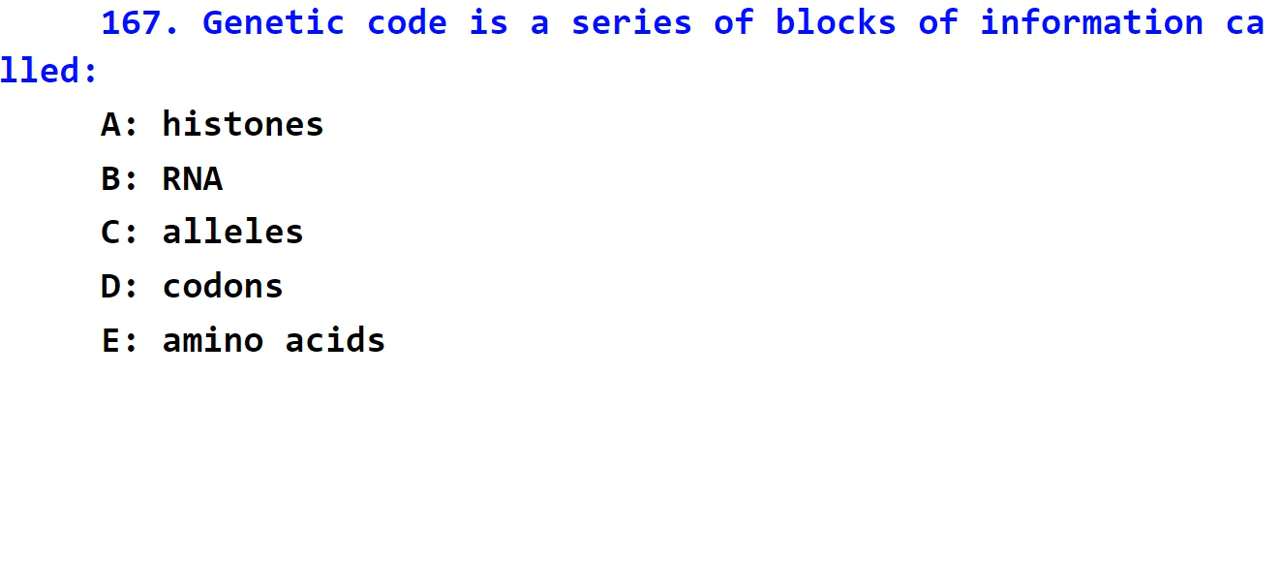 167. Genetic code is a series of blocks of information ca
lled:
A: histones
B: RNA
C: alleles
D: codons
E: amino acids